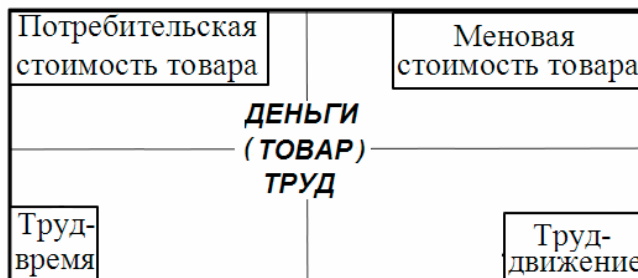 Потребительская
стоимость товара
Меновая
стоимость товара
ДЕНЬГИ
( ТОВАР )
ТРУД
Труд-
время
Труд-
движение